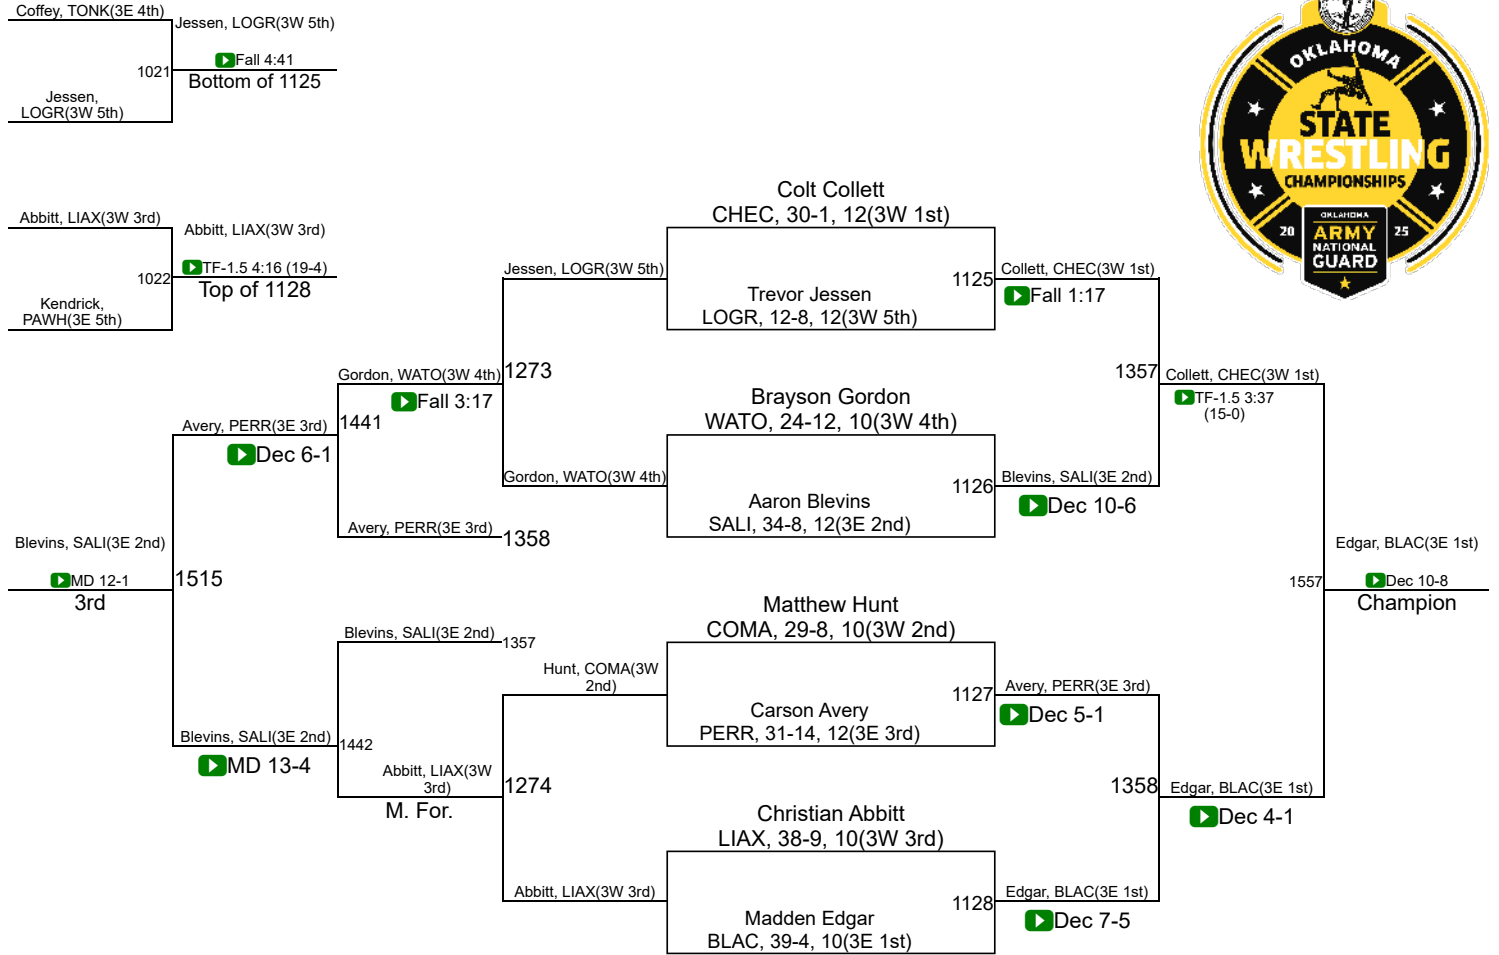 Coffey, TONK(3E 4th)
Jessen, LOGR(3W 5th)
Fall 4:41
1021
Bottom of 1125
Jessen,
LOGR(3W 5th)
OKLAHOMA
STATE
WRESTLING
CHAMPIONSHIPS
OKLAHOMA
20 ARMY 25
NATIONAL
GUARD
Abbitt, LIAX(3W 3rd)
Abbitt, LIAX(3W 3rd)
TF-1.5 4:16 (19-4)
1022
Top of 1128
Kendrick,
PAWH(3E 5th)
Colt Collett
CHEC, 30-1, 12(3W 1st)
Jessen, LOGR(3W 5th)
1125
Collett, CHEC(3W 1st)
Fall 1:17
Trevor Jessen
LOGR, 12-8, 12(3W 5th)
Gordon, WATO(3W 4th)
1273
Fall 3:17
1357
Collett, CHEC(3W 1st)
TF-1.5 3:37
(15-0)
Brayson Gordon
WATO, 24-12, 10(3W 4th)
Avery, PERR(3E 3rd)
1441
Dec 6-1
Gordon, WATO(3W 4th)
1126
Blevins, SALI(3E 2nd)
Dec 10-6
Aaron Blevins
SALI, 34-8, 12(3E 2nd)
Avery, PERR(3E 3rd)
1358
Blevins, SALI(3E 2nd)
MD 12-1
1515
3rd
Edgar, BLAC(3E 1st)
1557
Dec 10-8
Champion
Matthew Hunt
COMA, 29-8, 10(3W 2nd)
Blevins, SALI(3E 2nd)
1357
Hunt, COMA(3W
2nd)
1127
Avery, PERR(3E 3rd)
Dec 5-1
Carson Avery
PERR, 31-14, 12(3E 3rd)
Blevins, SALI(3E 2nd)
1442
MD 13-4
Abbitt, LIAX(3W
3rd)
M. For.
1274
1358
Edgar, BLAC(3E 1st)
Dec 4-1
Christian Abbitt
LIAX, 38-9, 10(3W 3rd)
Abbitt, LIAX(3W 3rd)
1128
Edgar, BLAC(3E 1st)
Dec 7-5
Madden Edgar
BLAC, 39-4, 10(3E 1st)